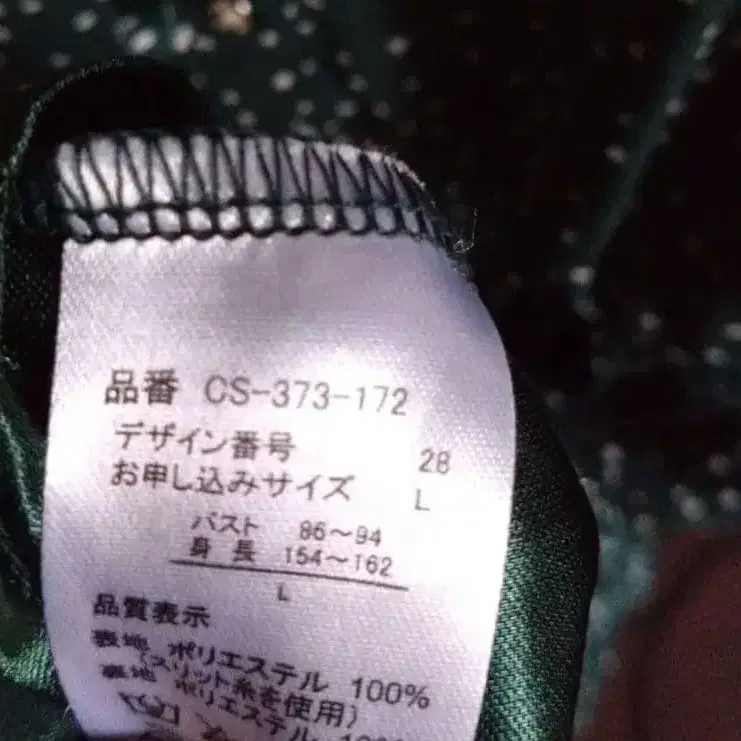 品番 CS-373-172
デザイン番号 28
お申し込みサイズ L
バスト 86～94
身長 154～162
L
品質表示
表地 ポリエステル 100%
(スリット糸を使用)
裏地 ポリエステル